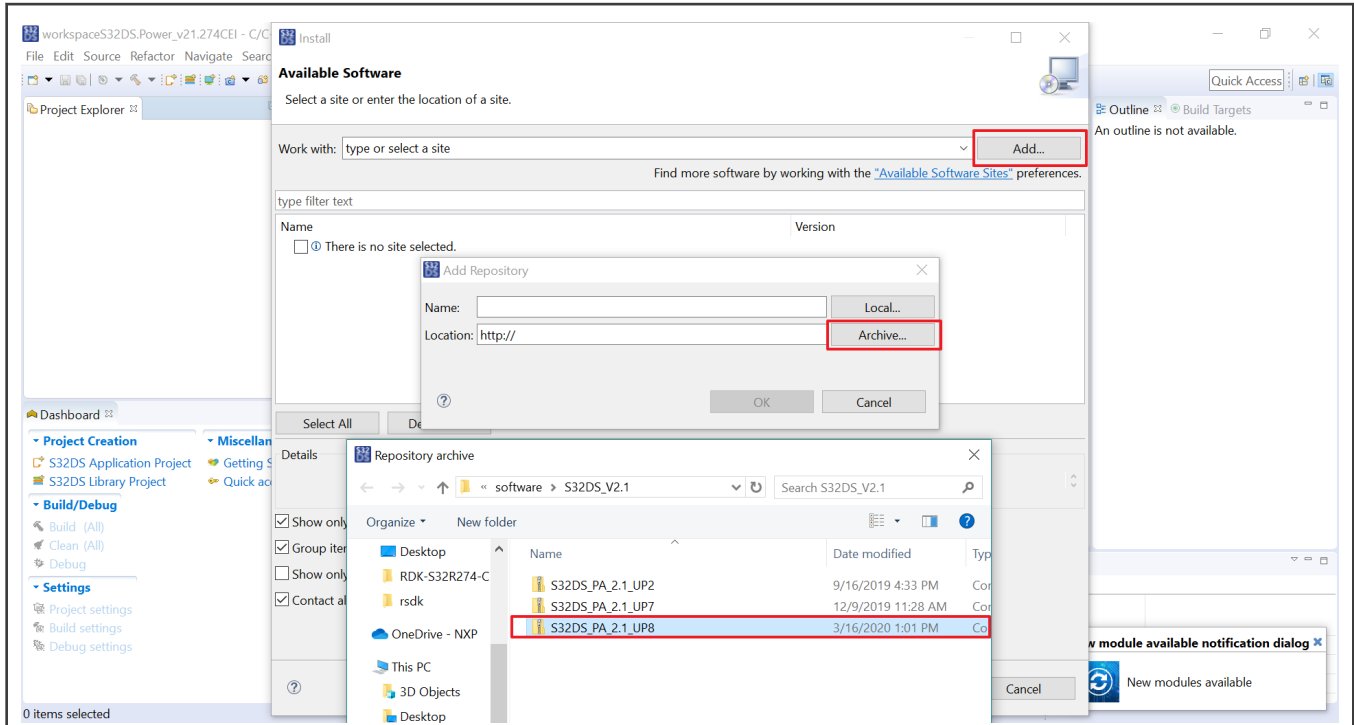 workspaceS32DS.Power_v21.274CEI - C/C
File Edit Source Refactor Navigate Searc
Quick Access
Project Explorer
Outline
Build Targets
An outline is not available.
Install
Available Software
Select a site or enter the location of a site.
Work with:
type or select a site
Add...
Find more software by working with the "Available Software Sites" preferences.
type filter text
Name
Version
There is no site selected.
Add Repository
Name:
Local...
Location:
http://
Archive...
OK
Cancel
Select All
De
Details
Show only
Group iter
Show only
Contact al
Cancel
Repository archive
« software > S32DS_V2.1
Search S32DS_V2.1
Organize
New folder
Desktop
RDK-S32R274-C
rsdk
OneDrive - NXP
This PC
3D Objects
Desktop
Name
Date modified
Typ
S32DS_PA_2.1_UP2
9/16/2019 4:33 PM
Cor
S32DS_PA_2.1_UP7
12/9/2019 11:28 AM
Cor
S32DS_PA_2.1_UP8
3/16/2020 1:01 PM
Co
Dashboard
Project Creation
S32DS Application Project
S32DS Library Project
Build/Debug
Build (All)
Clean (All)
Debug
Settings
Project settings
Build settings
Debug settings
Miscellan
Getting S
Quick ac
w module available notification dialog
New modules available
0 items selected